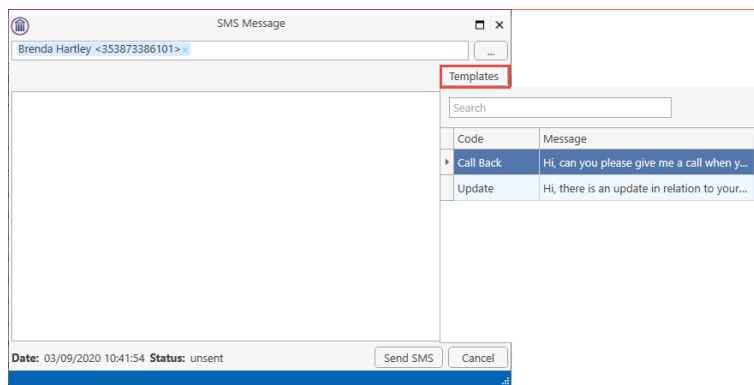 SMS Message
Brenda Hartley <353873386101> x
...
Templates
Search
Code Message
Call Back Hi, can you please give me a call when y...
Update Hi, there is an update in relation to your...
Date: 03/09/2020 10:41:54 Status: unsent Send SMS Cancel